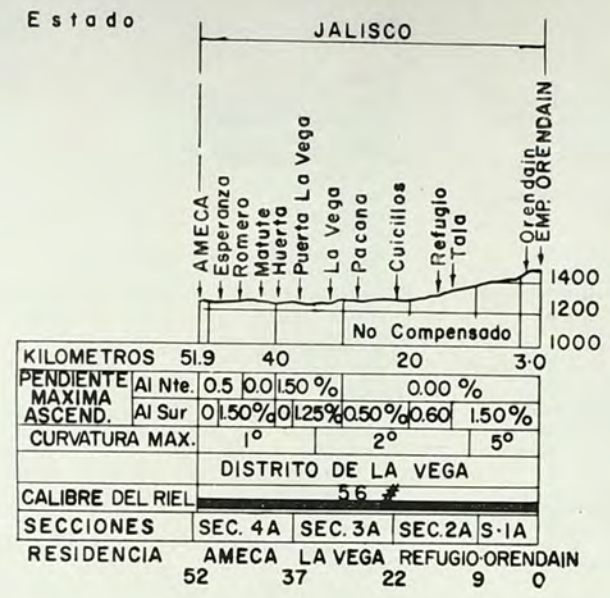 Estado
JALISCO
AMECA
Esperanza
Romero
Matute
Huerta
Puerta La Vega
La Vega
Pacana
Cuicillos
Refugio
Tala
Orendain
EMP. ORENDAIN
1400
1200
No Compensado 1000
KILOMETROS 51.9 40 20 3.0
PENDIENTE MAXIMA ASCEND.
Al Nte. 0.5 0.0 1.50 % 0.00 %
Al Sur 0 1.50% 0 1.25% 0.50% 0.60 1.50%
CURVATURA MAX. 1° 2° 5°
DISTRITO DE LA VEGA
CALIBRE DEL RIEL 56 #
SECCIONES SEC. 4A SEC. 3A SEC.2A S-1A
RESIDENCIA AMECA LA VEGA REFUGIO-ORENDAIN
52 37 22 9 0